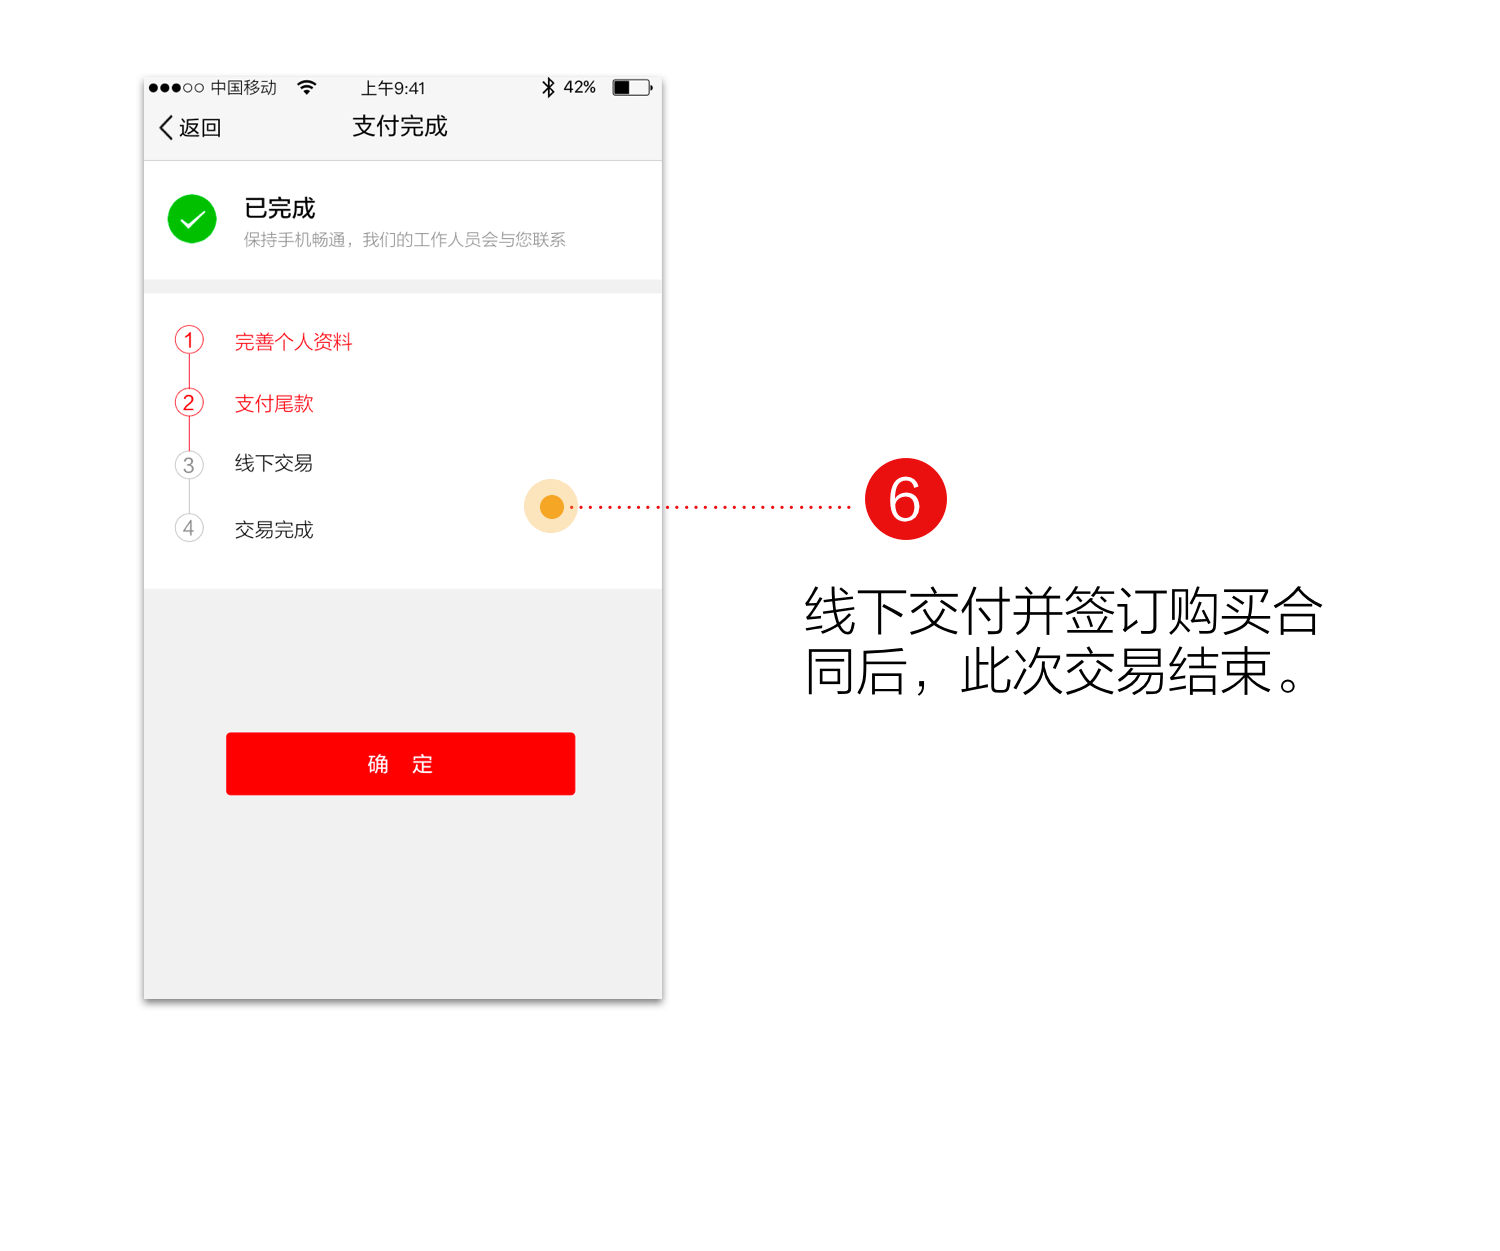 中国移动 上午9:41 42%
返回 支付完成
已完成
保持手机畅通，我们的工作人员会与您联系
1 完善个人资料
2 支付尾款
3 线下交易
4 交易完成
6
线下交付并签订购买合
同后，此次交易结束。
确 定